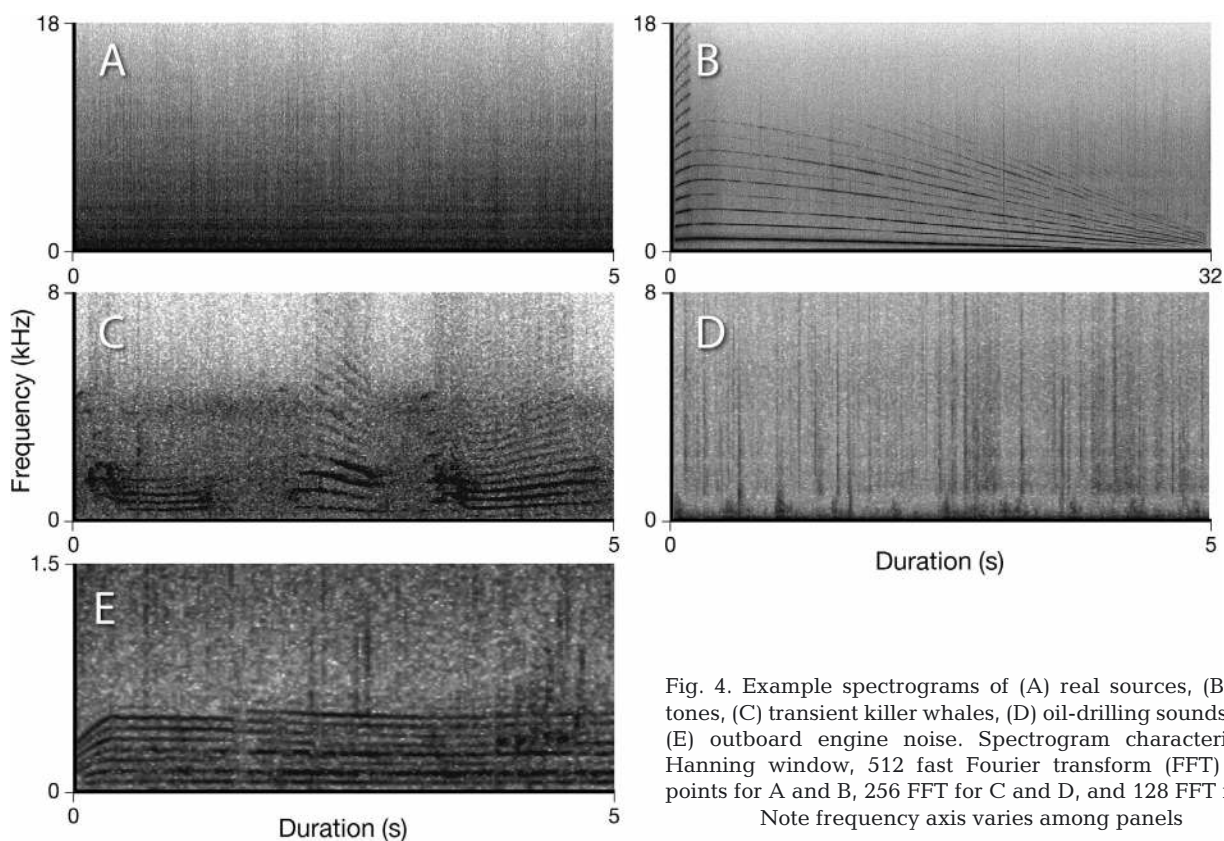 18
A
0
0
5
18
B
0
0
32
Frequency (kHz)
8
C
0
0
5
8
D
0
0
5
Duration (s)
1.5
E
0
Duration (s)
5
Fig. 4. Example spectrograms of (A) real sources, (B
tones, (C) transient killer whales, (D) oil-drilling sounds
(E) outboard engine noise. Spectrogram characteri
Hanning window, 512 fast Fourier transform (FFT)
points for A and B, 256 FFT for C and D, and 128 FFT
Note frequency axis varies among panels